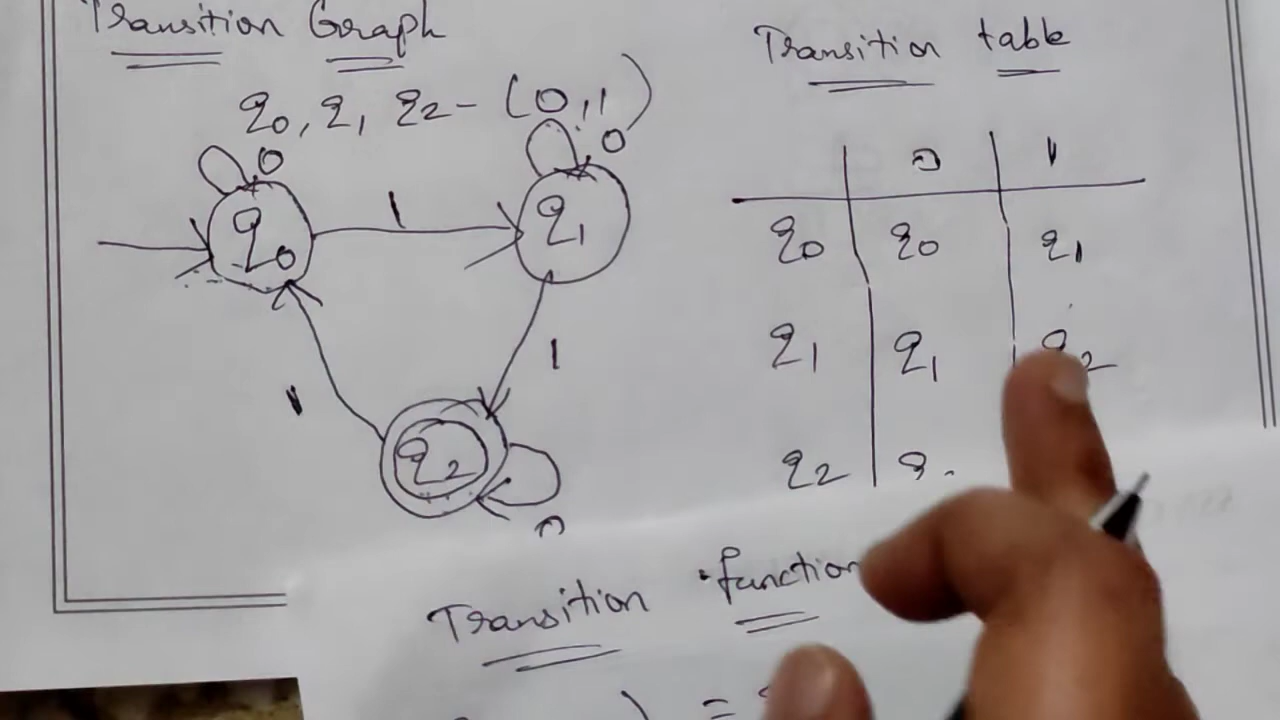 Transition Graph
q0, q1 q2 - (0,1)
0
0
q0
1
q1
1
1
q2
0
Transition table
0 1
q0 q0 q1
q1 q1 q2
q2
Transition function
) =